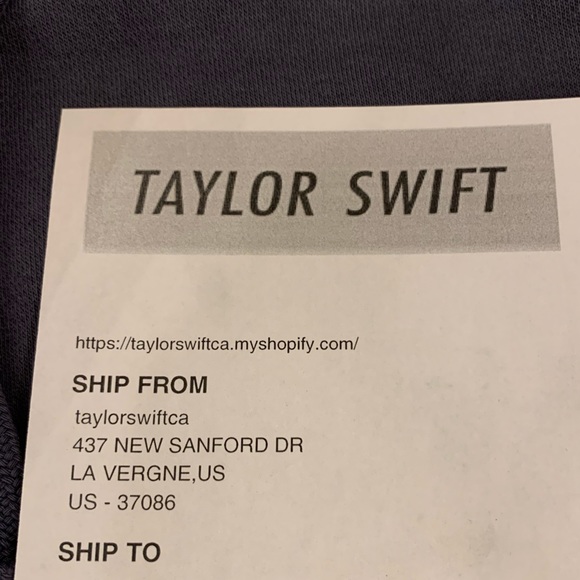 TAYLOR SWIFT
https://taylorswiftca.myshopify.com/
SHIP FROM
taylorswiftca
437 NEW SANFORD DR
LA VERGNE,US
US - 37086
SHIP TO